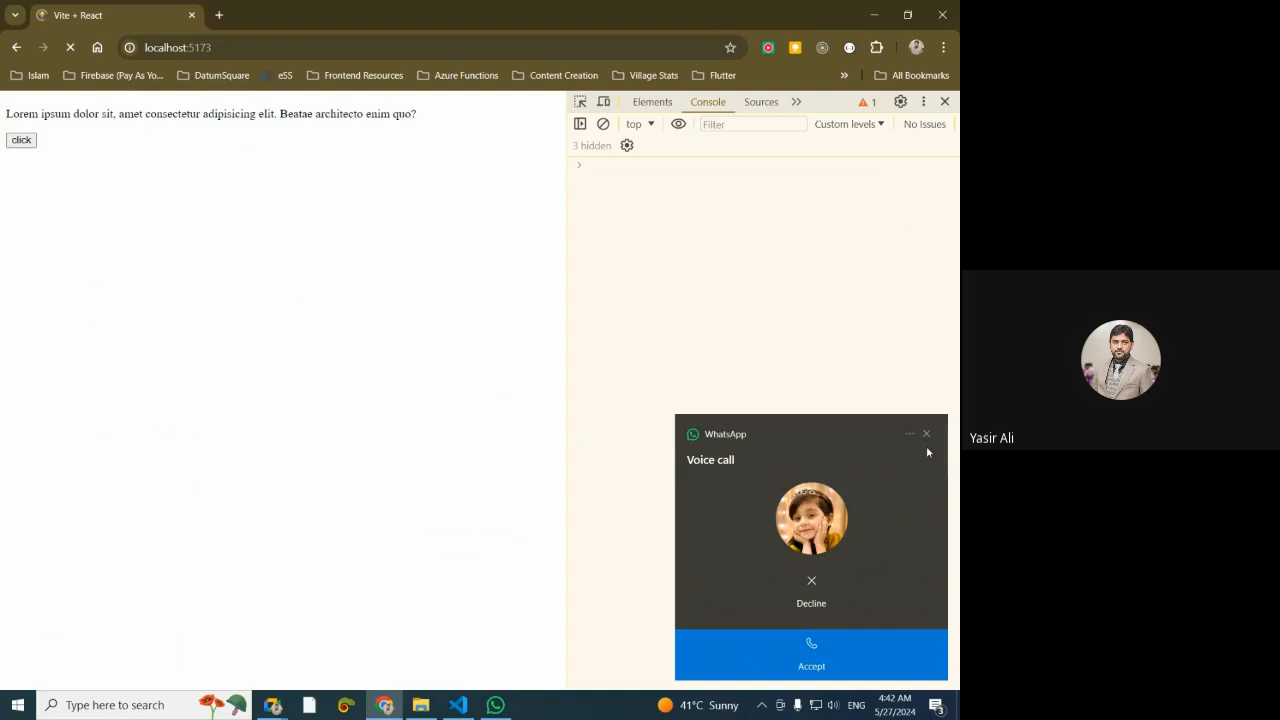 Vite + React
localhost:5173
Islam
Firebase (Pay As Yo...
DatumSquare
eSS
Frontend Resources
Azure Functions
Content Creation
Village Stats
Flutter
»
All Bookmarks
Lorem ipsum dolor sit, amet consectetur adipisicing elit. Beatae architecto enim quo?
click
Elements Console Sources » 1
top Filter Custom levels No Issues
3 hidden
WhatsApp
Voice call
Decline
Accept
Yasir Ali
Type here to search
41°C Sunny
ENG
4:42 AM
5/27/2024
3